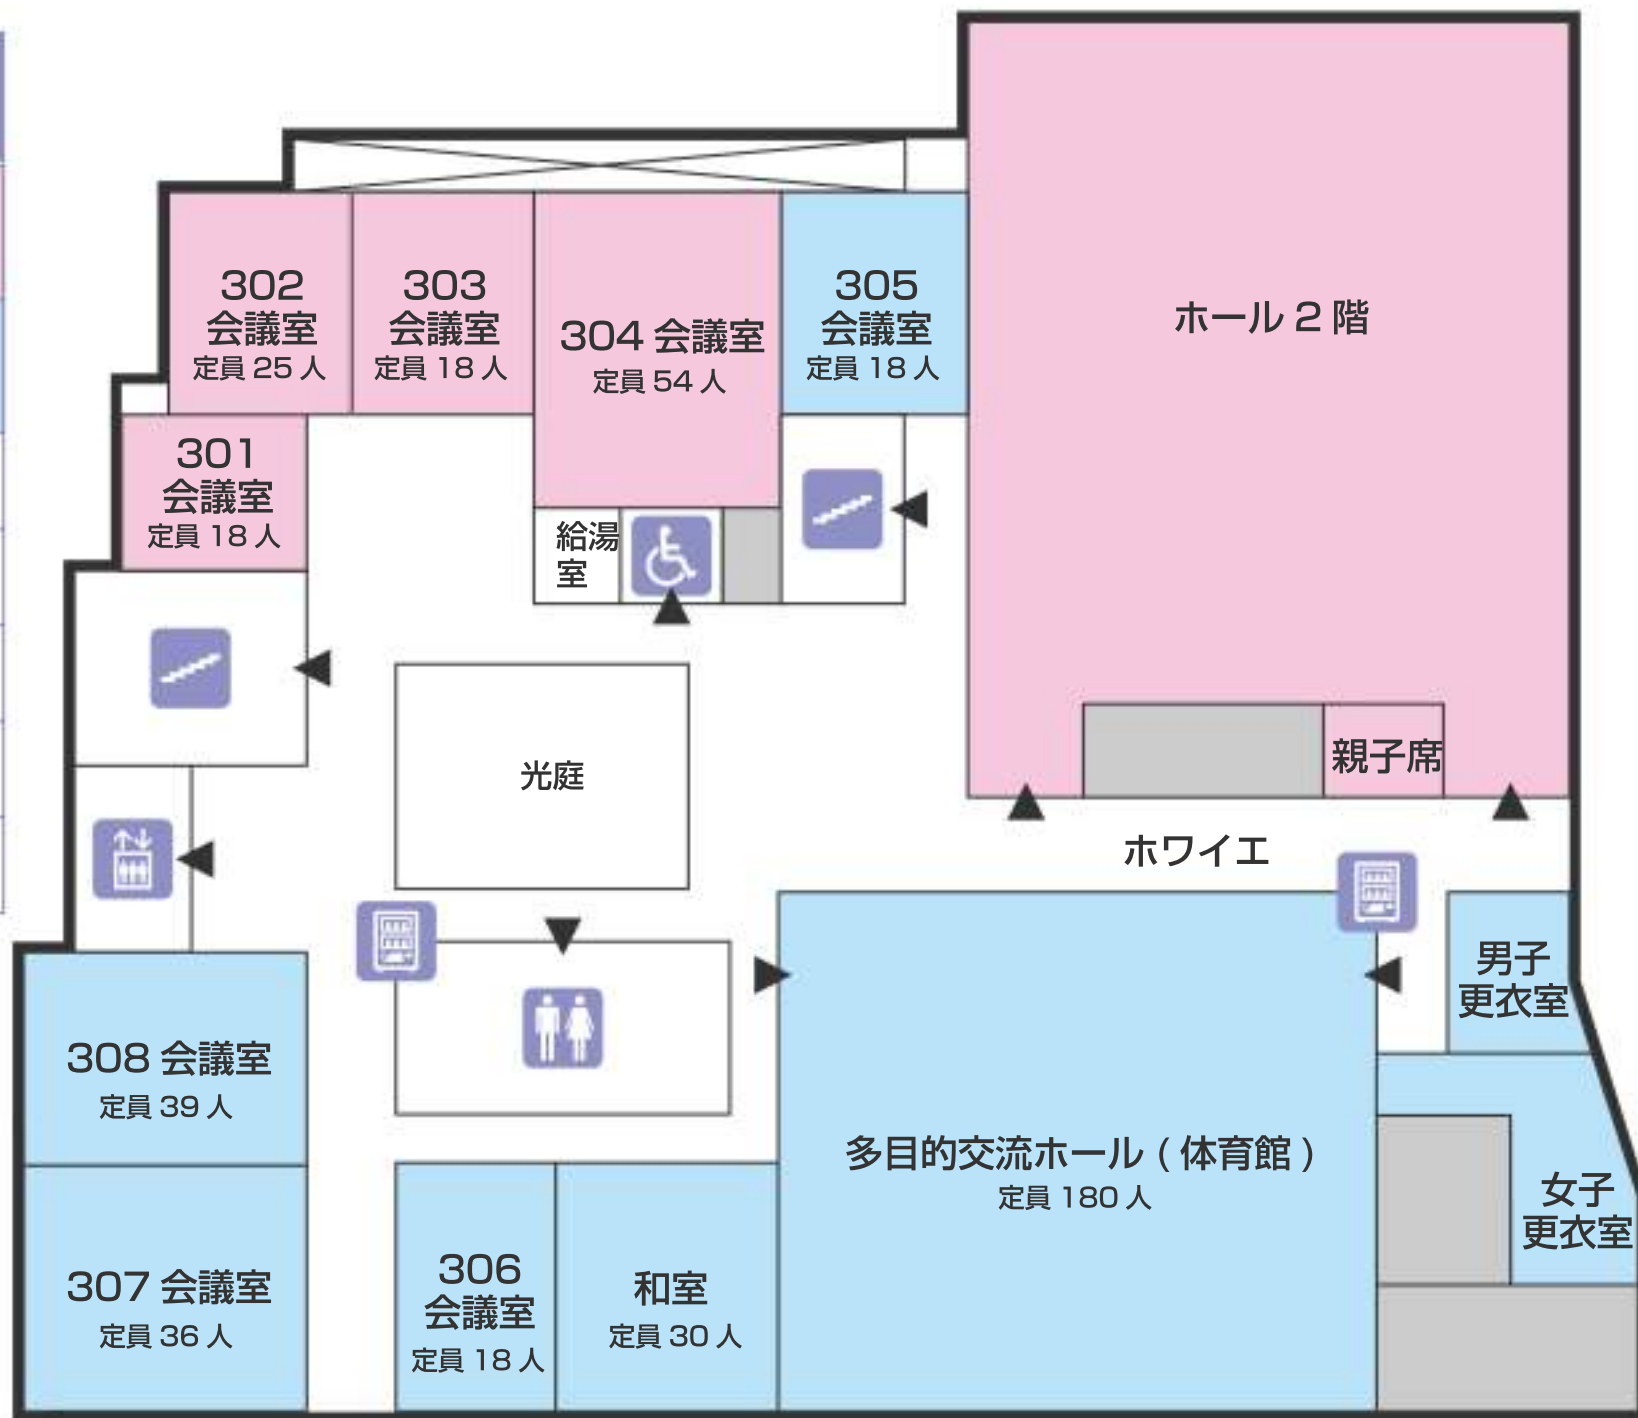 302
会議室
定員 25 人
303
会議室
定員 18 人
304 会議室
定員 54 人
305
会議室
定員 18 人
ホール 2 階
301
会議室
定員 18 人
給湯
室
光庭
親子席
ホワイエ
男子
更衣室
308 会議室
定員 39 人
多目的交流ホール ( 体育館 )
定員 180 人
女子
更衣室
307 会議室
定員 36 人
306
会議室
定員 18 人
和室
定員 30 人